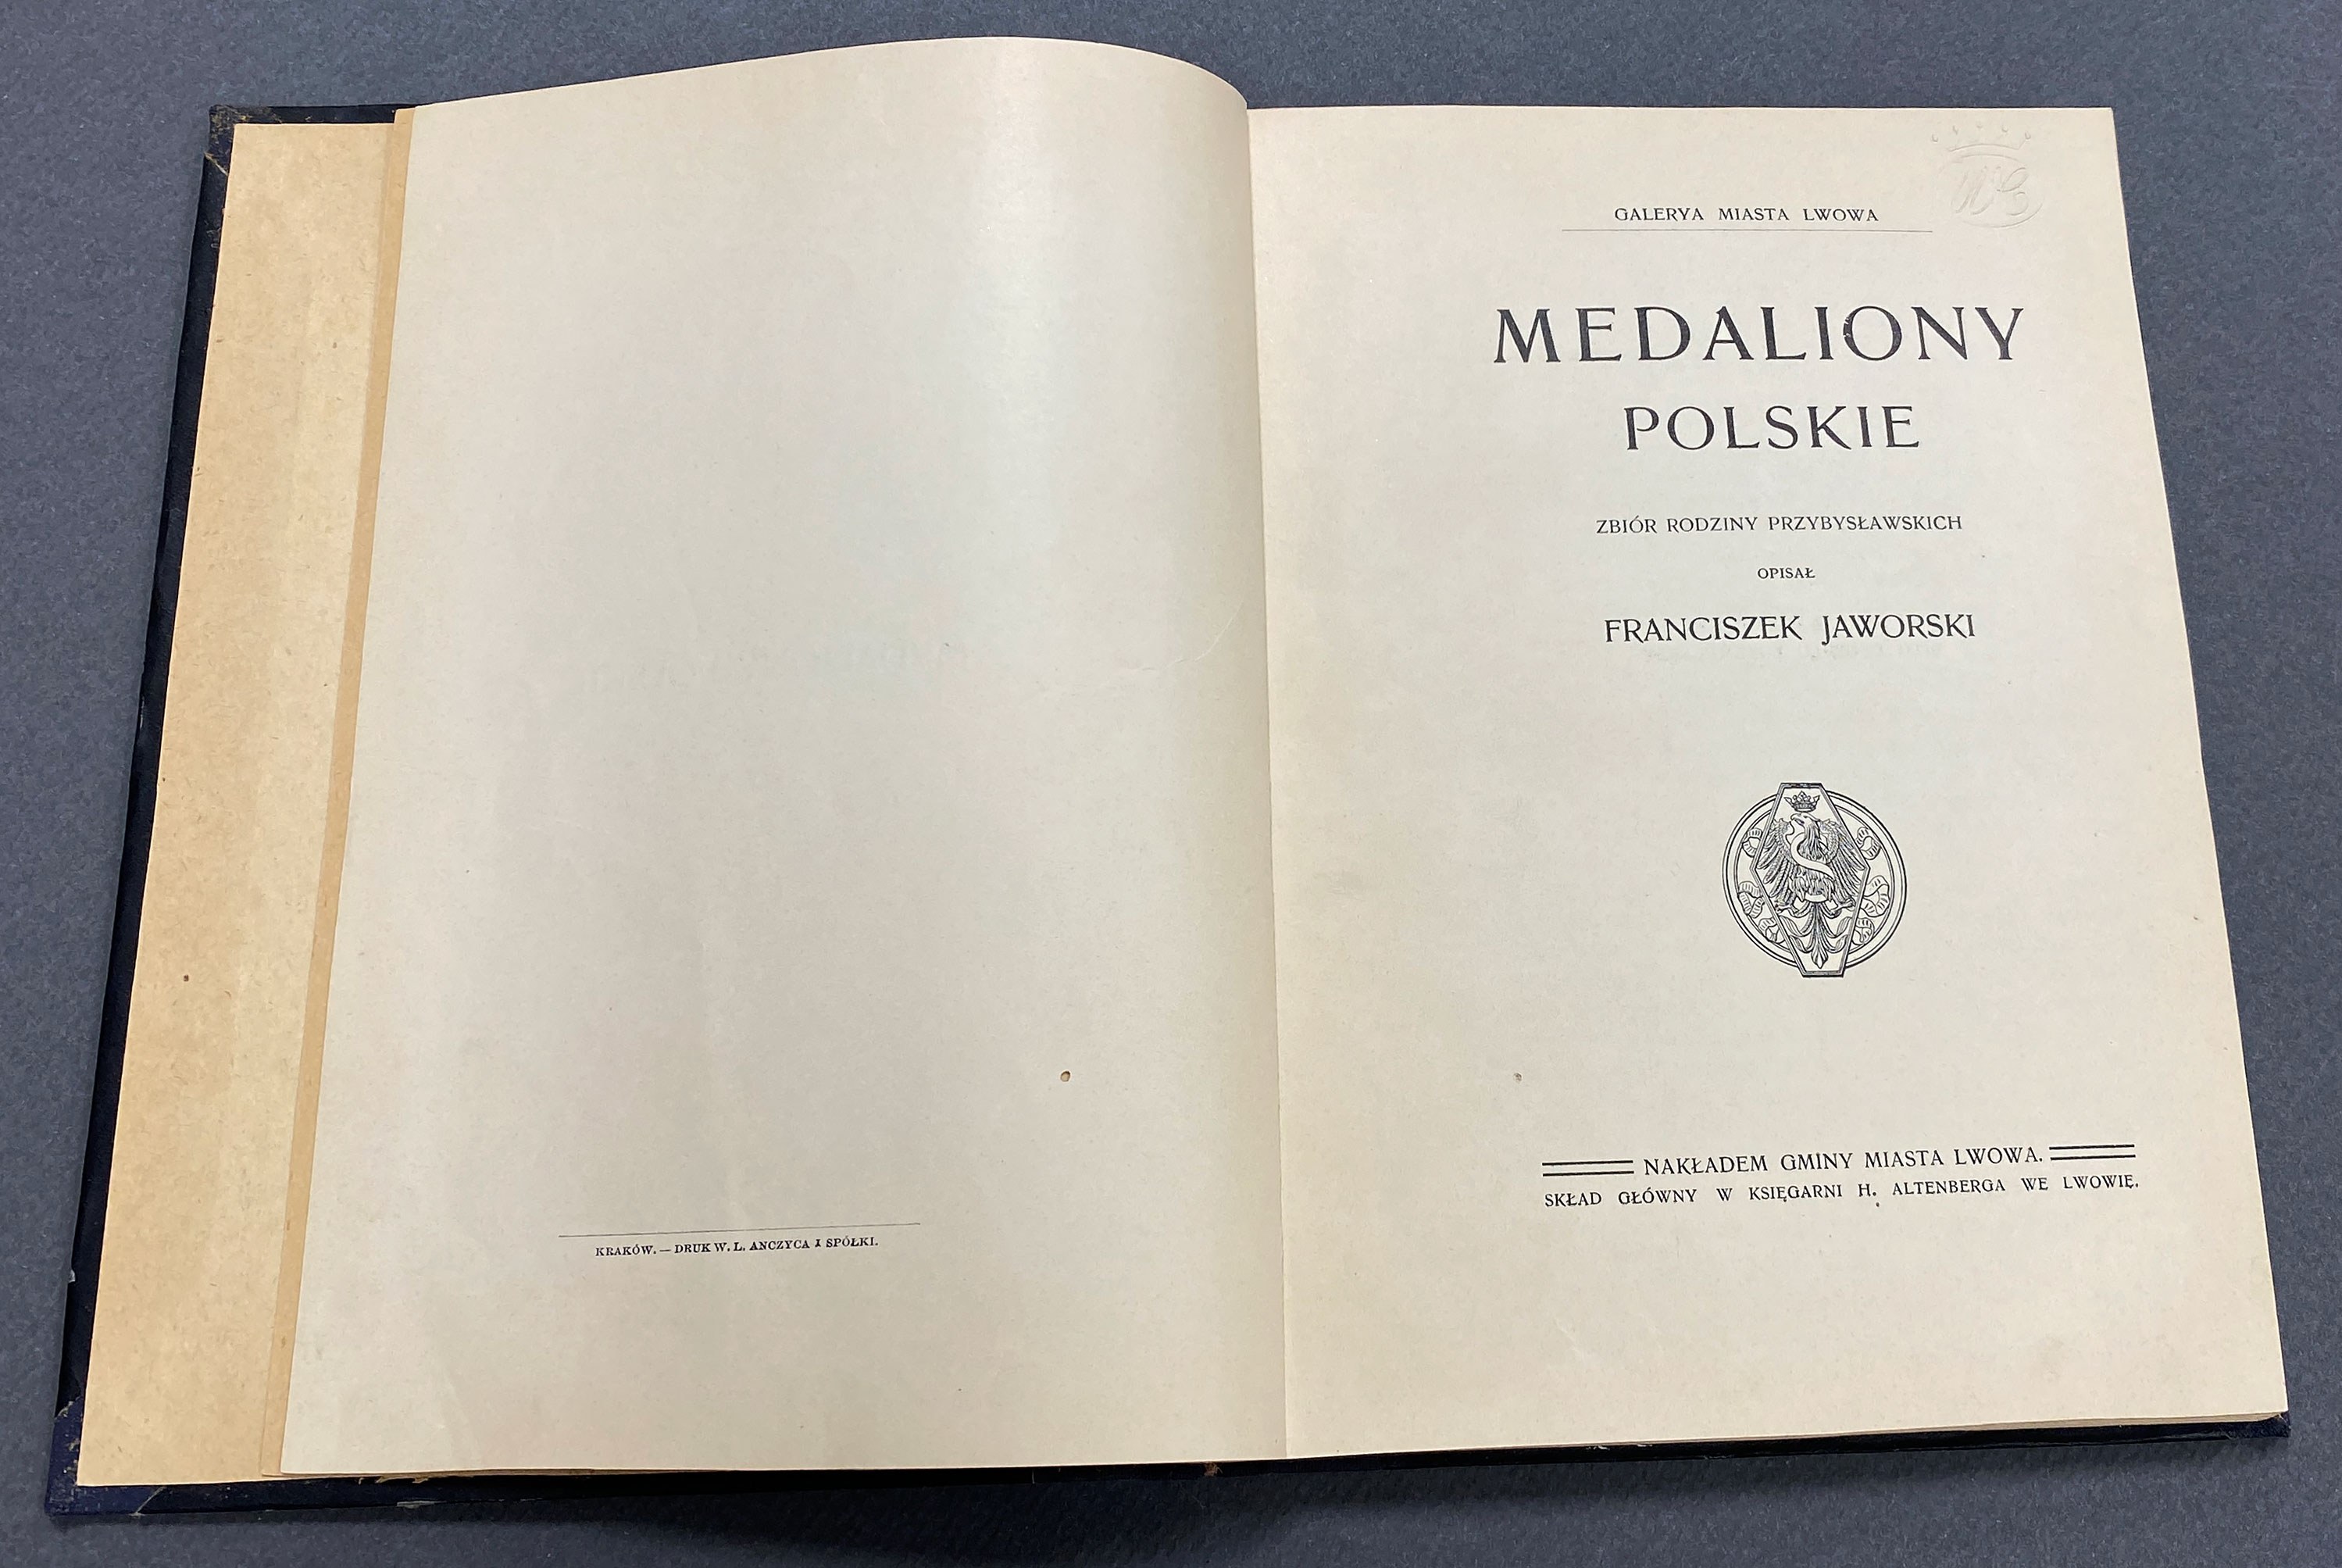 KRAKÓW. — DRUK W. L. ANCZYCA I SPÓŁKI.
GALERYA MIASTA LWOWA
MEDALIONY
POLSKIE
ZBIÓR RODZINY PRZYBYSŁAWSKICH
OPISAŁ
FRANCISZEK JAWORSKI
NAKŁADEM GMINY MIASTA LWOWA.
SKŁAD GŁÓWNY W KSIĘGARNI H. ALTENBERGA WE LWOWIE.